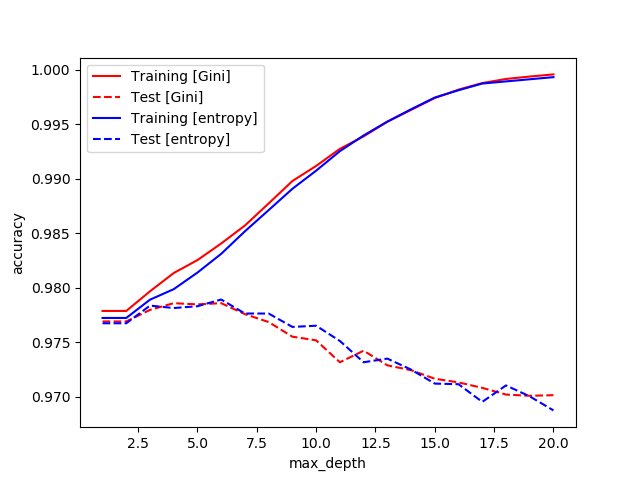 1.000
0.995
0.990
0.985
0.980
0.975
0.970
accuracy
Training [Gini]
Test [Gini]
Training [entropy]
Test [entropy]
2.5 5.0 7.5 10.0 12.5 15.0 17.5 20.0
max_depth